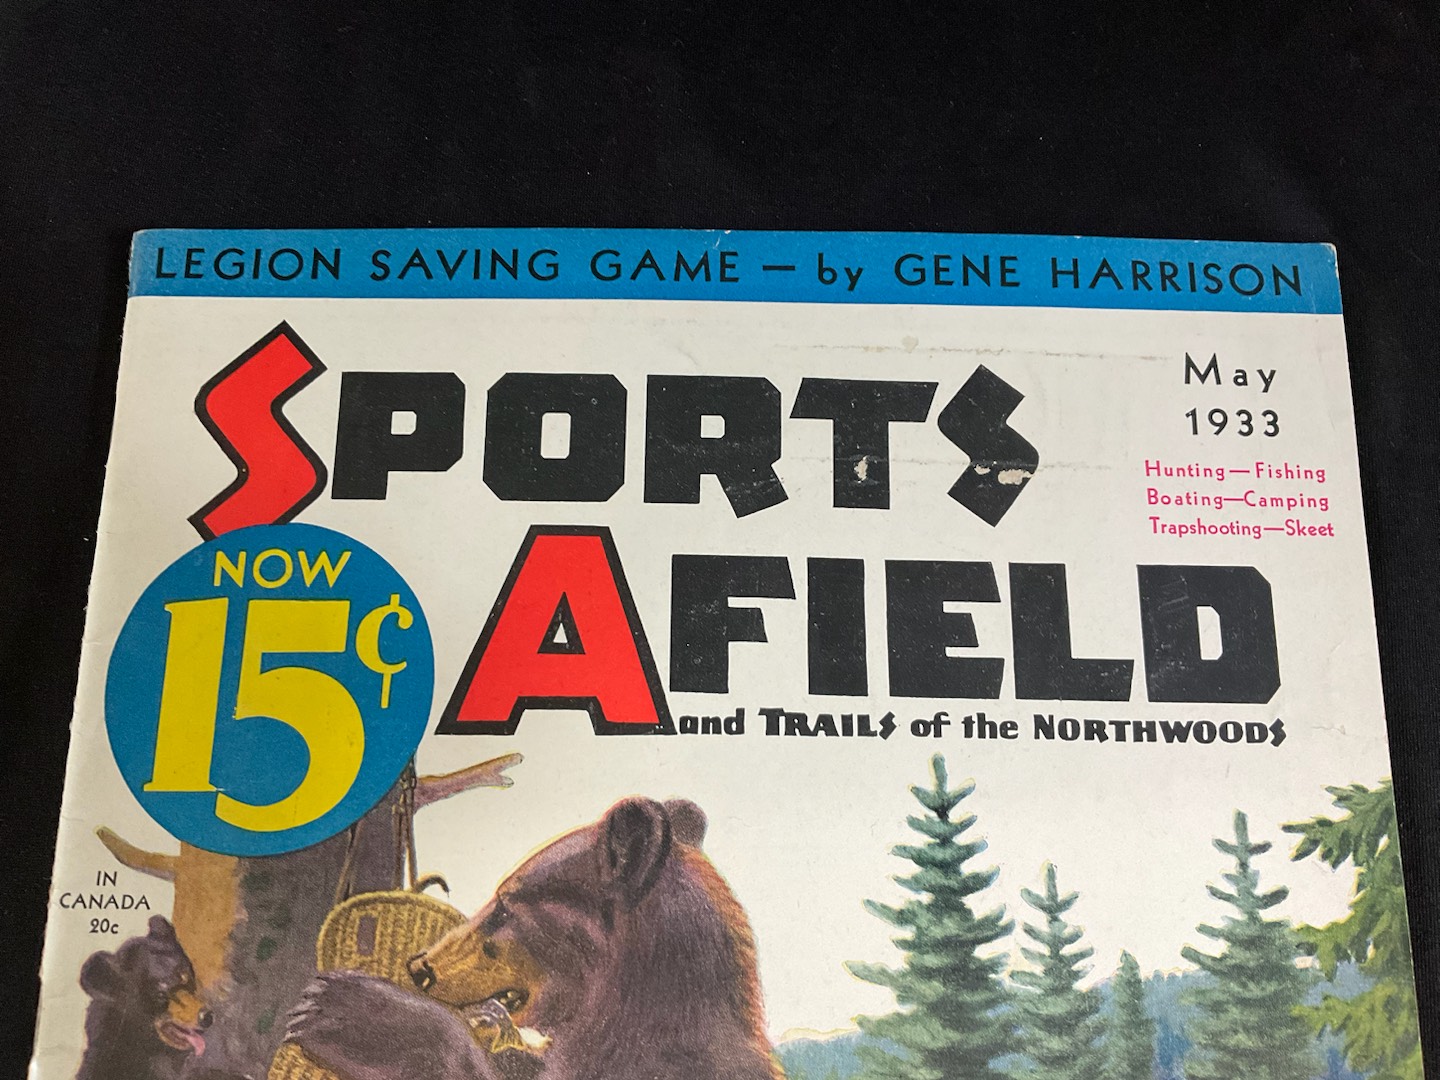 LEGION SAVING GAME — by GENE HARRISON
SPORTS
AFIELD
and TRAILS of the NORTHWOODS
May
1933
Hunting—Fishing
Boating—Camping
Trapshooting—Skeet
NOW
15¢
IN
CANADA
20c